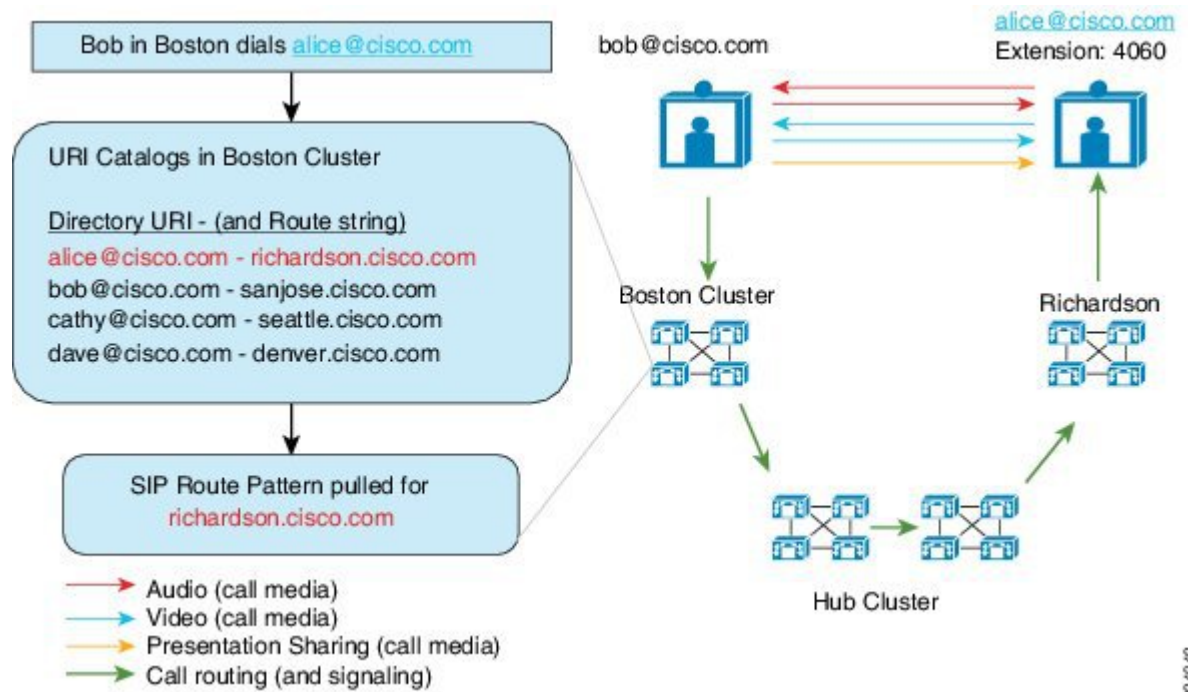 Bob in Boston dials alice@cisco.com
URI Catalogs in Boston Cluster
Directory URI - (and Route string)
alice@cisco.com - richardson.cisco.com
bob@cisco.com - sanjose.cisco.com
cathy@cisco.com - seattle.cisco.com
dave@cisco.com - denver.cisco.com
SIP Route Pattern pulled for
richardson.cisco.com
Audio (call media)
Video (call media)
Presentation Sharing (call media)
Call routing (and signaling)
bob@cisco.com
alice@cisco.com
Extension: 4060
Boston Cluster
Richardson
Hub Cluster